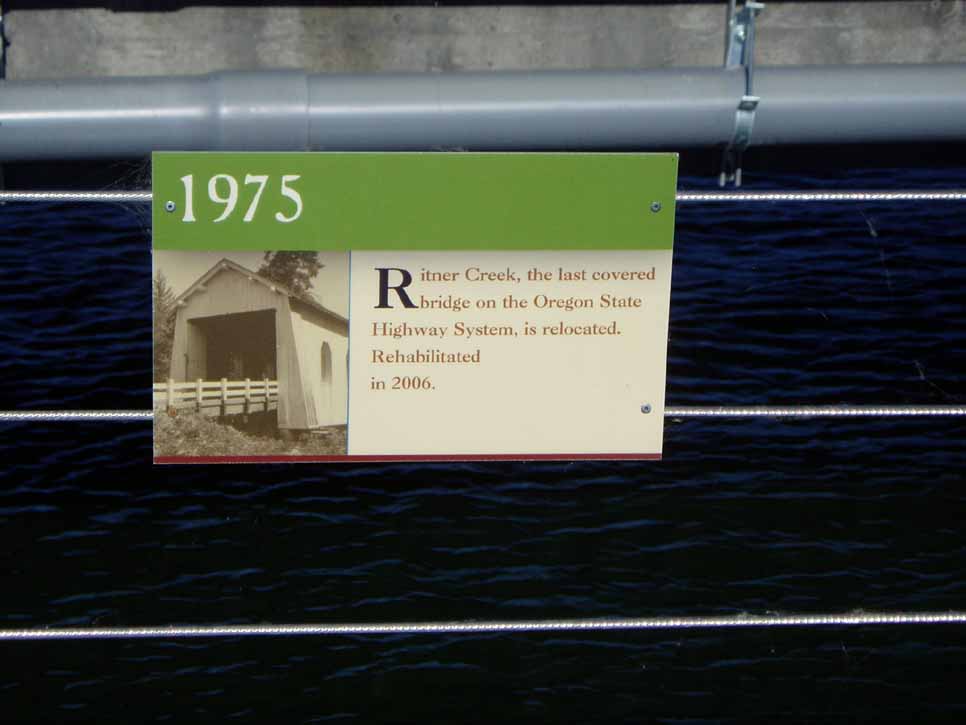 1975
Ritner Creek, the last covered
bridge on the Oregon State
Highway System, is relocated.
Rehabilitated
in 2006.